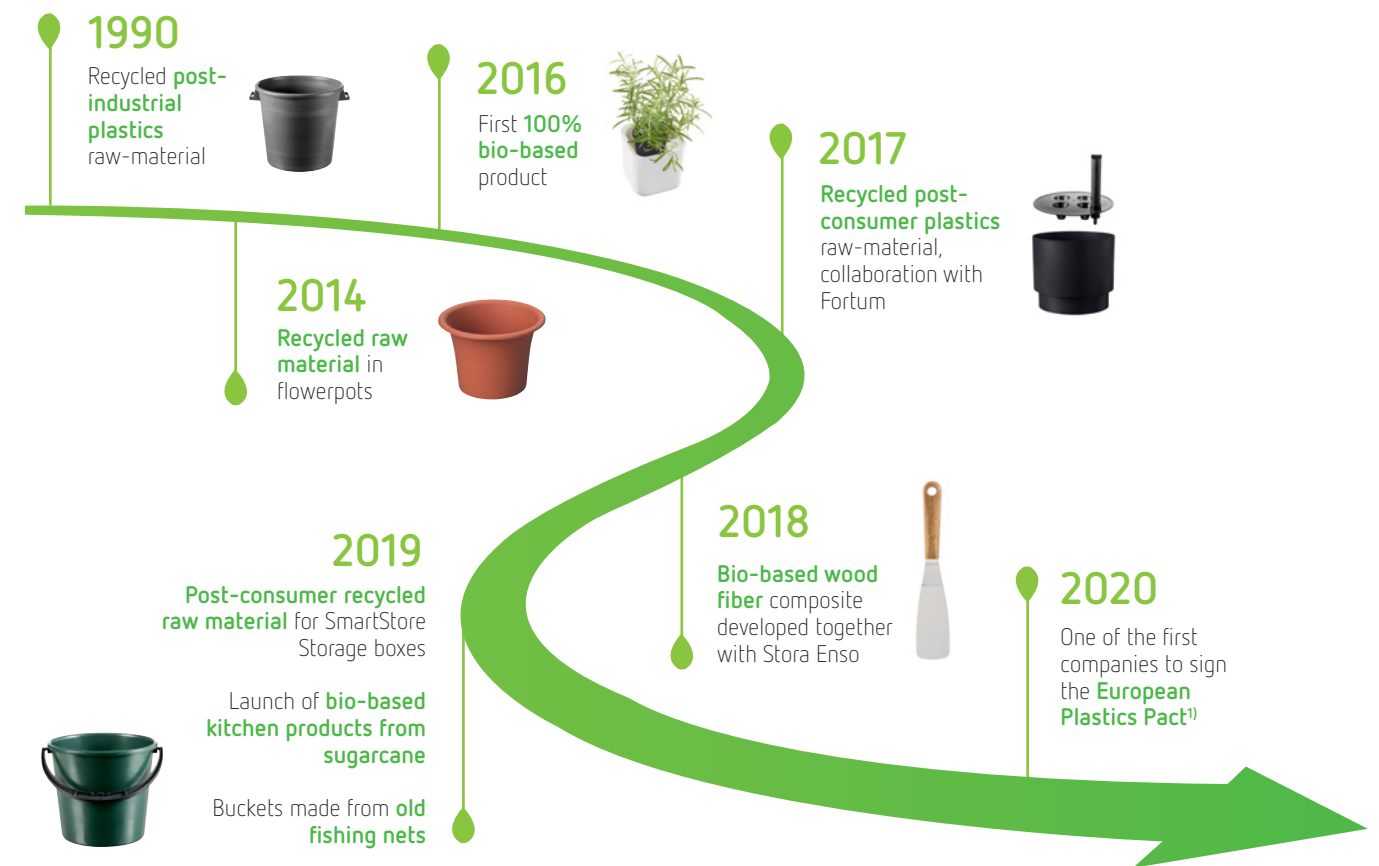 1990
Recycled post-
industrial
plastics
raw-material
2014
Recycled raw
material in
flowerpots
2016
First 100%
bio-based
product
2017
Recycled post-
consumer plastics
raw-material,
collaboration with
Fortum
2018
Bio-based wood
fiber composite
developed together
with Stora Enso
2019
Post-consumer recycled
raw material for SmartStore
Storage boxes
Launch of bio-based
kitchen products from
sugarcane
Buckets made from old
fishing nets
2020
One of the first
companies to sign
the European
Plastics Pact¹⁾